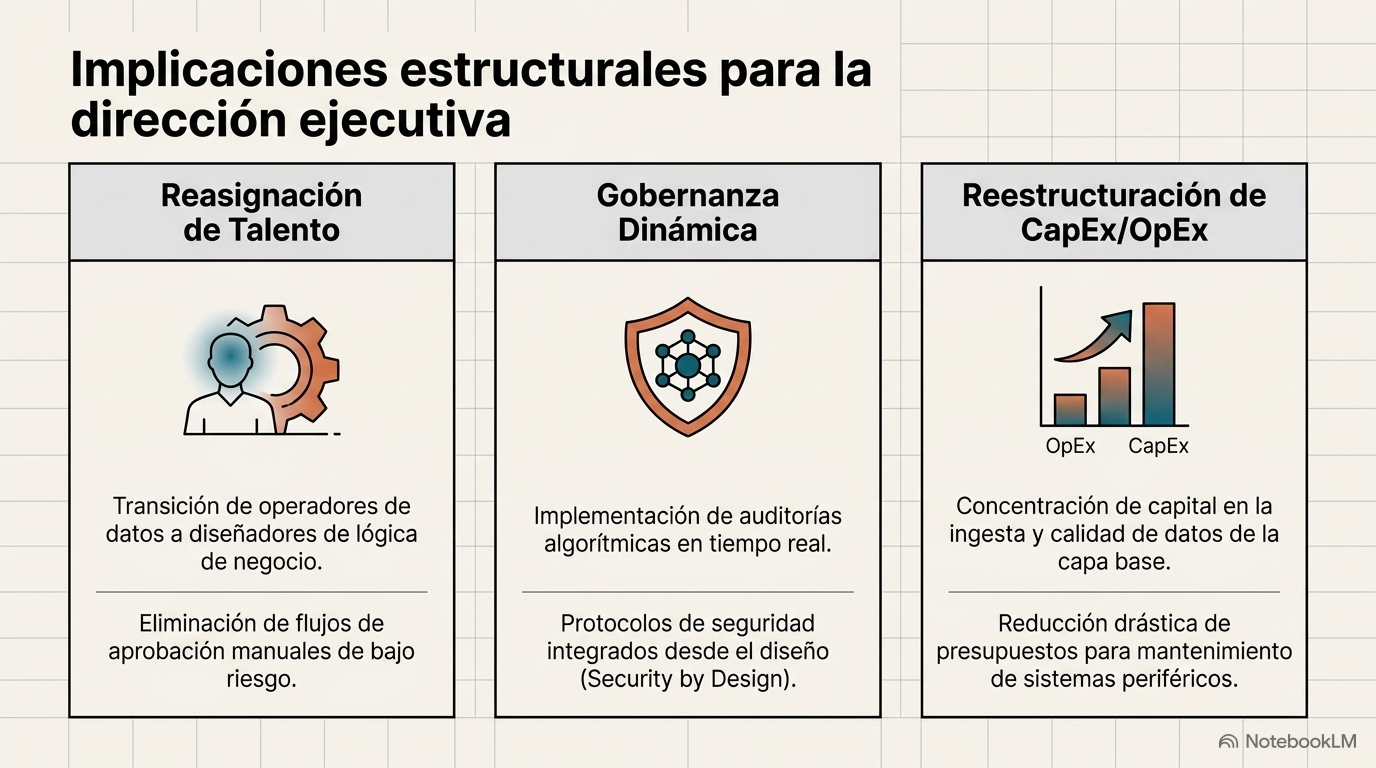 Implicaciones estructurales para la
dirección ejecutiva
Reasignación
de Talento
Transición de operadores de
datos a diseñadores de lógica
de negocio.
Eliminación de flujos de
aprobación manuales de bajo
riesgo.
Gobernanza
Dinámica
Implementación de auditorías
algorítmicas en tiempo real.
Protocolos de seguridad
integrados desde el diseño
(Security by Design).
Reestructuración de
CapEx/OpEx
OpEx CapEx
Concentración de capital en la
ingesta y calidad de datos de la
capa base.
Reducción drástica de
presupuestos para mantenimiento
de sistemas periféricos.
NotebookLM